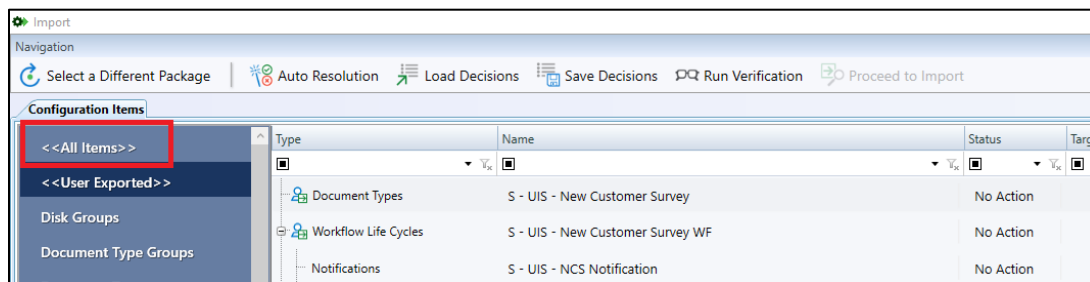 Import
Navigation
Select a Different Package Auto Resolution Load Decisions Save Decisions Run Verification Proceed to Import
Configuration Items
<<All Items>> Type Name Status Targ
<<User Exported>> Document Types S - UIS - New Customer Survey No Action
Disk Groups Workflow Life Cycles S - UIS - New Customer Survey WF No Action
Document Type Groups Notifications S - UIS - NCS Notification No Action